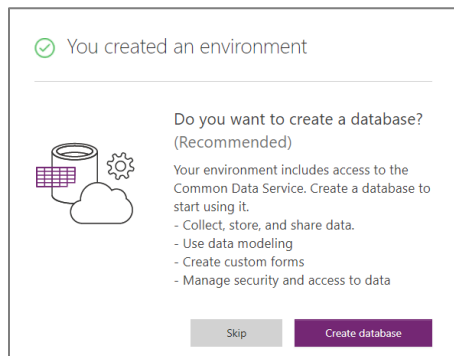 You created an environment
Do you want to create a database?
(Recommended)
Your environment includes access to the
Common Data Service. Create a database to
start using it.
- Collect, store, and share data.
- Use data modeling
- Create custom forms
- Manage security and access to data
Skip
Create database